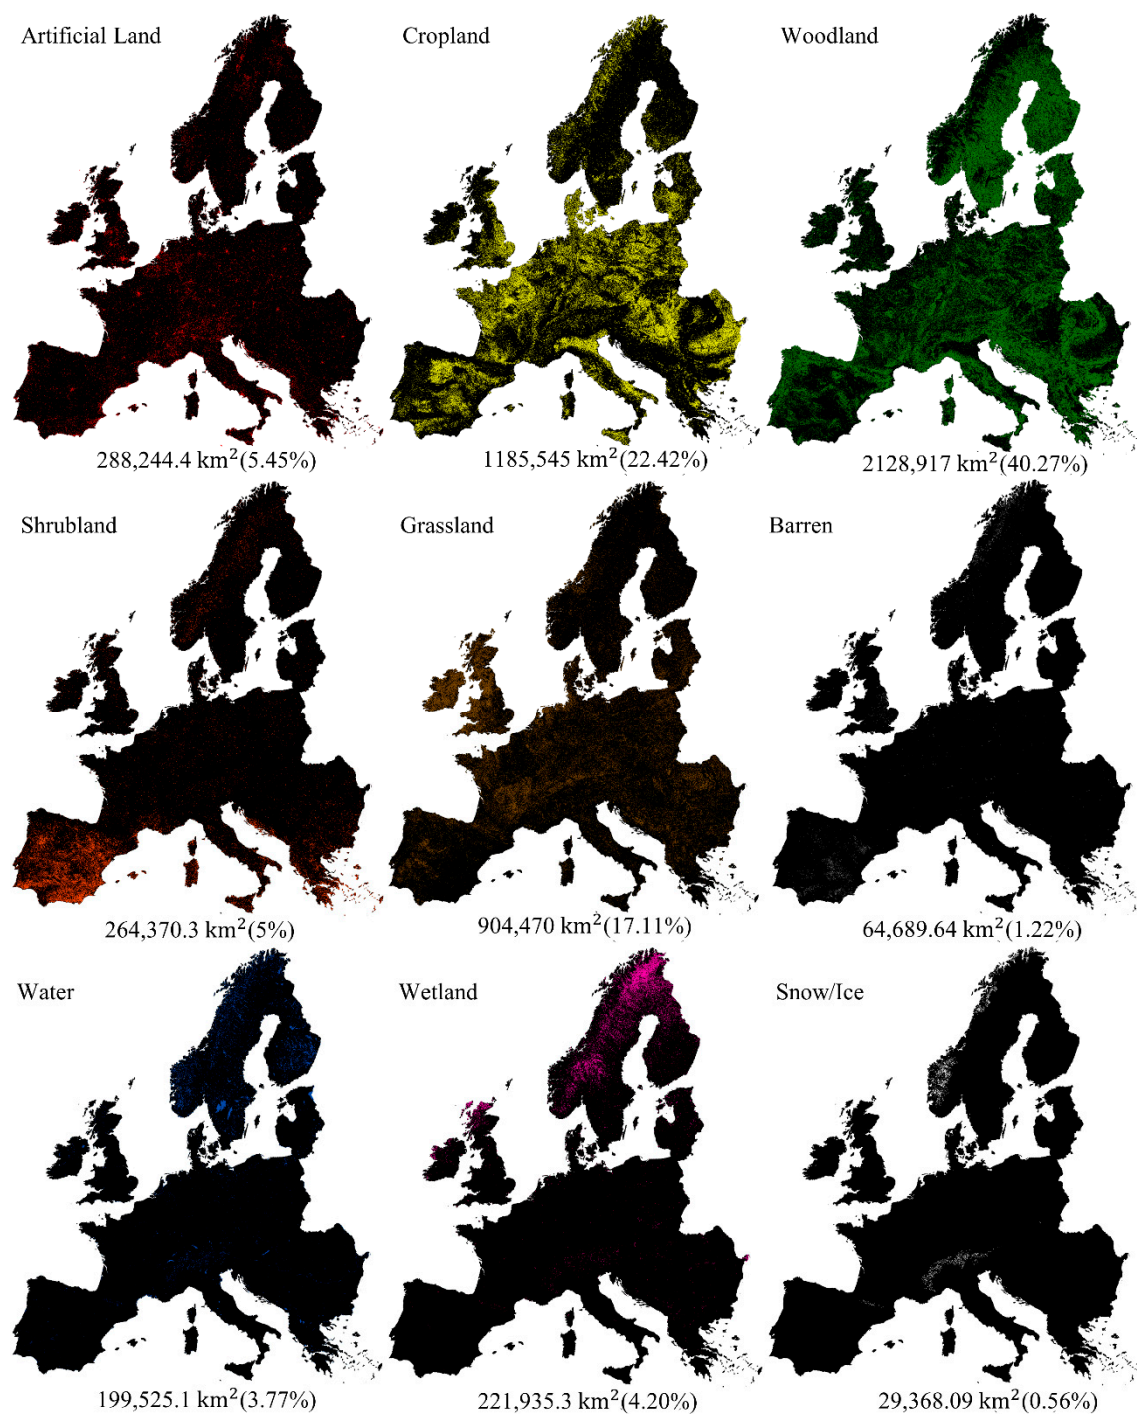 Artificial Land
Cropland
Woodland
288,244.4 km²(5.45%)
1185,545 km²(22.42%)
2128,917 km²(40.27%)
Shrubland
Grassland
Barren
264,370.3 km²(5%)
904,470 km²(17.11%)
64,689.64 km²(1.22%)
Water
Wetland
Snow/Ice
199,525.1 km²(3.77%)
221,935.3 km²(4.20%)
29,368.09 km²(0.56%)